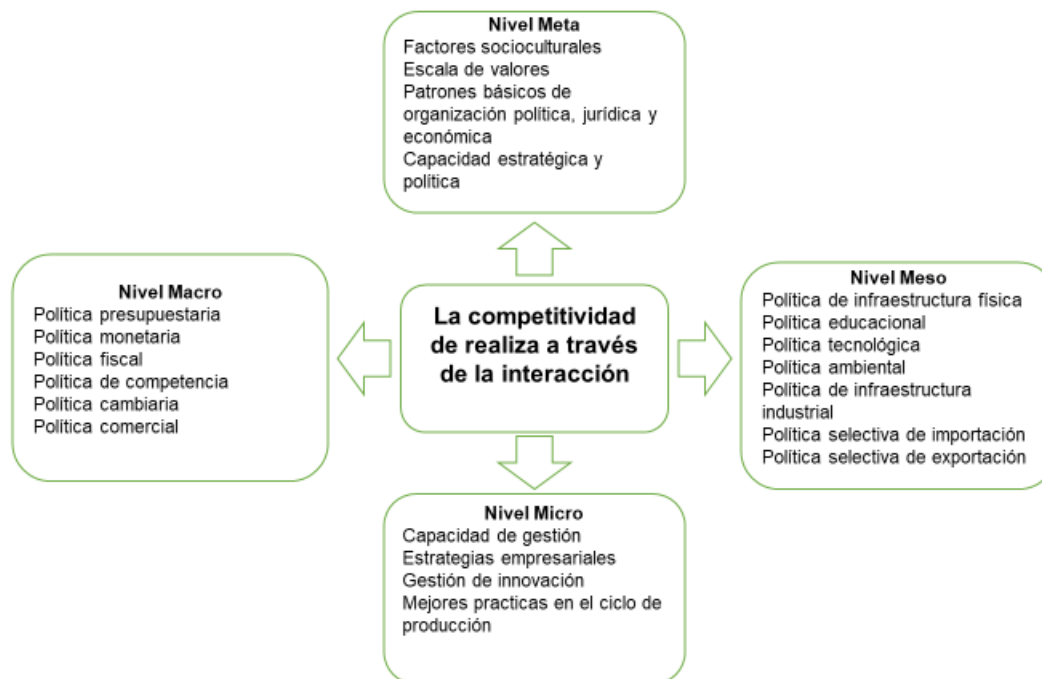 Nivel Meta
Factores socioculturales
Escala de valores
Patrones básicos de
organización política, jurídica y
económica
Capacidad estratégica y
política
Nivel Macro
Política presupuestaria
Política monetaria
Política fiscal
Política de competencia
Política cambiaria
Política comercial
La competitividad
de realiza a través
de la interacción
Nivel Meso
Política de infraestructura física
Política educacional
Política tecnológica
Política ambiental
Política de infraestructura
industrial
Política selectiva de importación
Política selectiva de exportación
Nivel Micro
Capacidad de gestión
Estrategias empresariales
Gestión de innovación
Mejores practicas en el ciclo de
producción